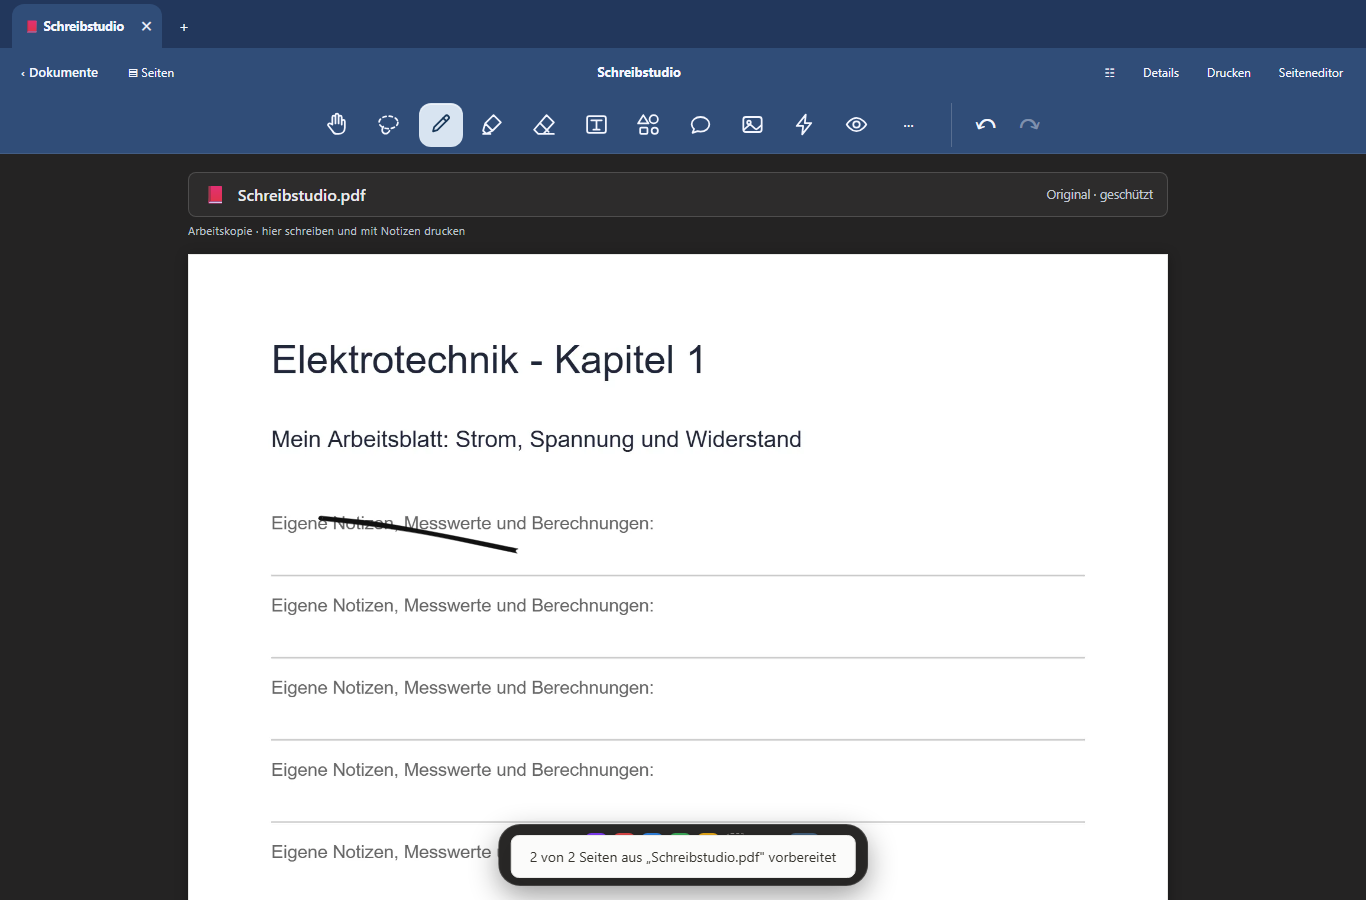 Schreibstudio
‹ Dokumente
Seiten
Schreibstudio
Details
Drucken
Seiteneditor
Schreibstudio.pdf
Original · geschützt
Arbeitskopie · hier schreiben und mit Notizen drucken
Elektrotechnik - Kapitel 1
Mein Arbeitsblatt: Strom, Spannung und Widerstand
Eigene Notizen, Messwerte und Berechnungen:
Eigene Notizen, Messwerte und Berechnungen:
Eigene Notizen, Messwerte und Berechnungen:
Eigene Notizen, Messwerte und Berechnungen:
Eigene Notizen, Messwerte
2 von 2 Seiten aus „Schreibstudio.pdf“ vorbereitet